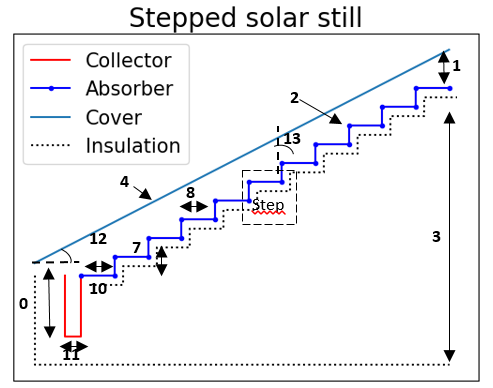 Stepped solar still
Collector
Absorber
Cover
Insulation
1
2
13
4
8
Step
3
12
7
0
10
11